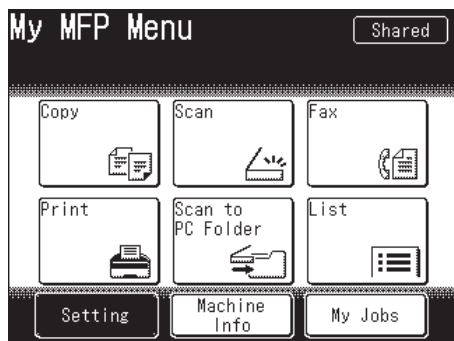 My MFP Menu
Shared
Copy
Scan
Fax
Print
Scan to
PC Folder
List
Setting
Machine
Info
My Jobs